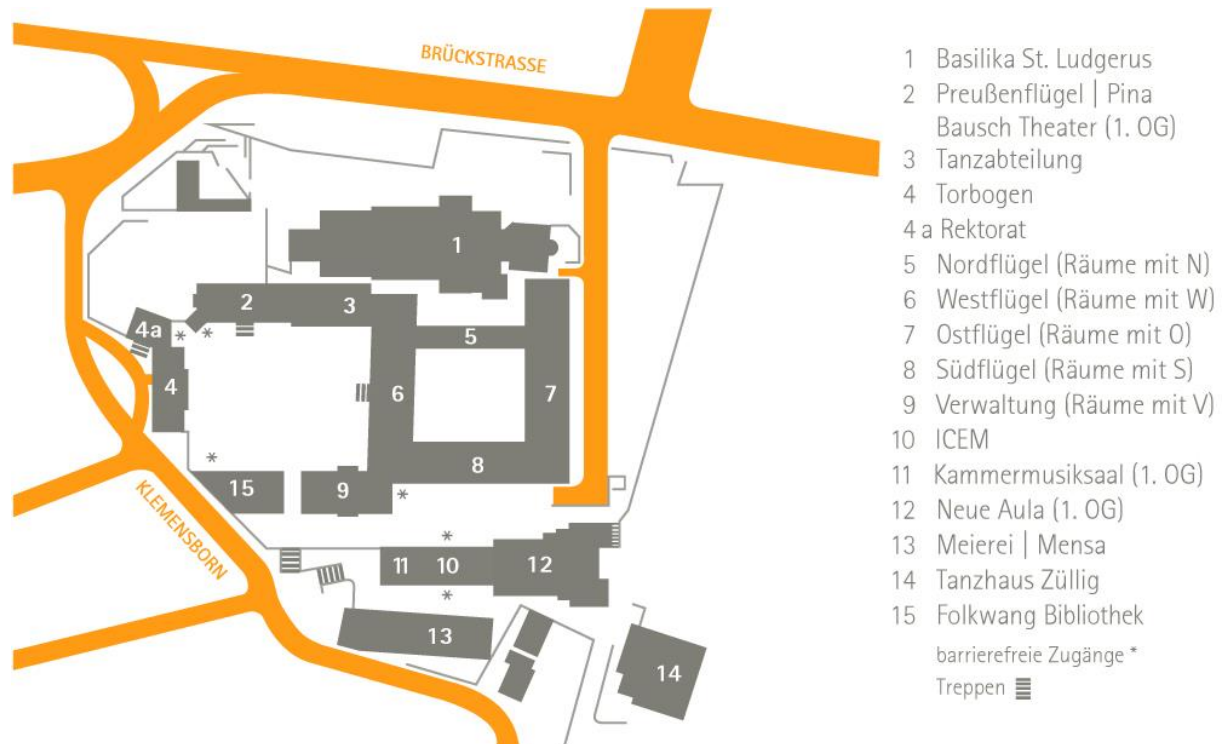 BRÜCKSTRASSE
1
2
3
4a
4
5
6
7
8
9
15
KLEMENSBORN
*
*
*
*
*
*
11
10
12
13
14
1 Basilika St. Ludgerus
2 Preußenflügel | Pina
Bausch Theater (1. OG)
3 Tanzabteilung
4 Torbogen
4 a Rektorat
5 Nordflügel (Räume mit N)
6 Westflügel (Räume mit W)
7 Ostflügel (Räume mit O)
8 Südflügel (Räume mit S)
9 Verwaltung (Räume mit V)
10 ICEM
11 Kammermusiksaal (1. OG)
12 Neue Aula (1. OG)
13 Meierei | Mensa
14 Tanzhaus Züllig
15 Folkwang Bibliothek
barrierefreie Zugänge *
Treppen